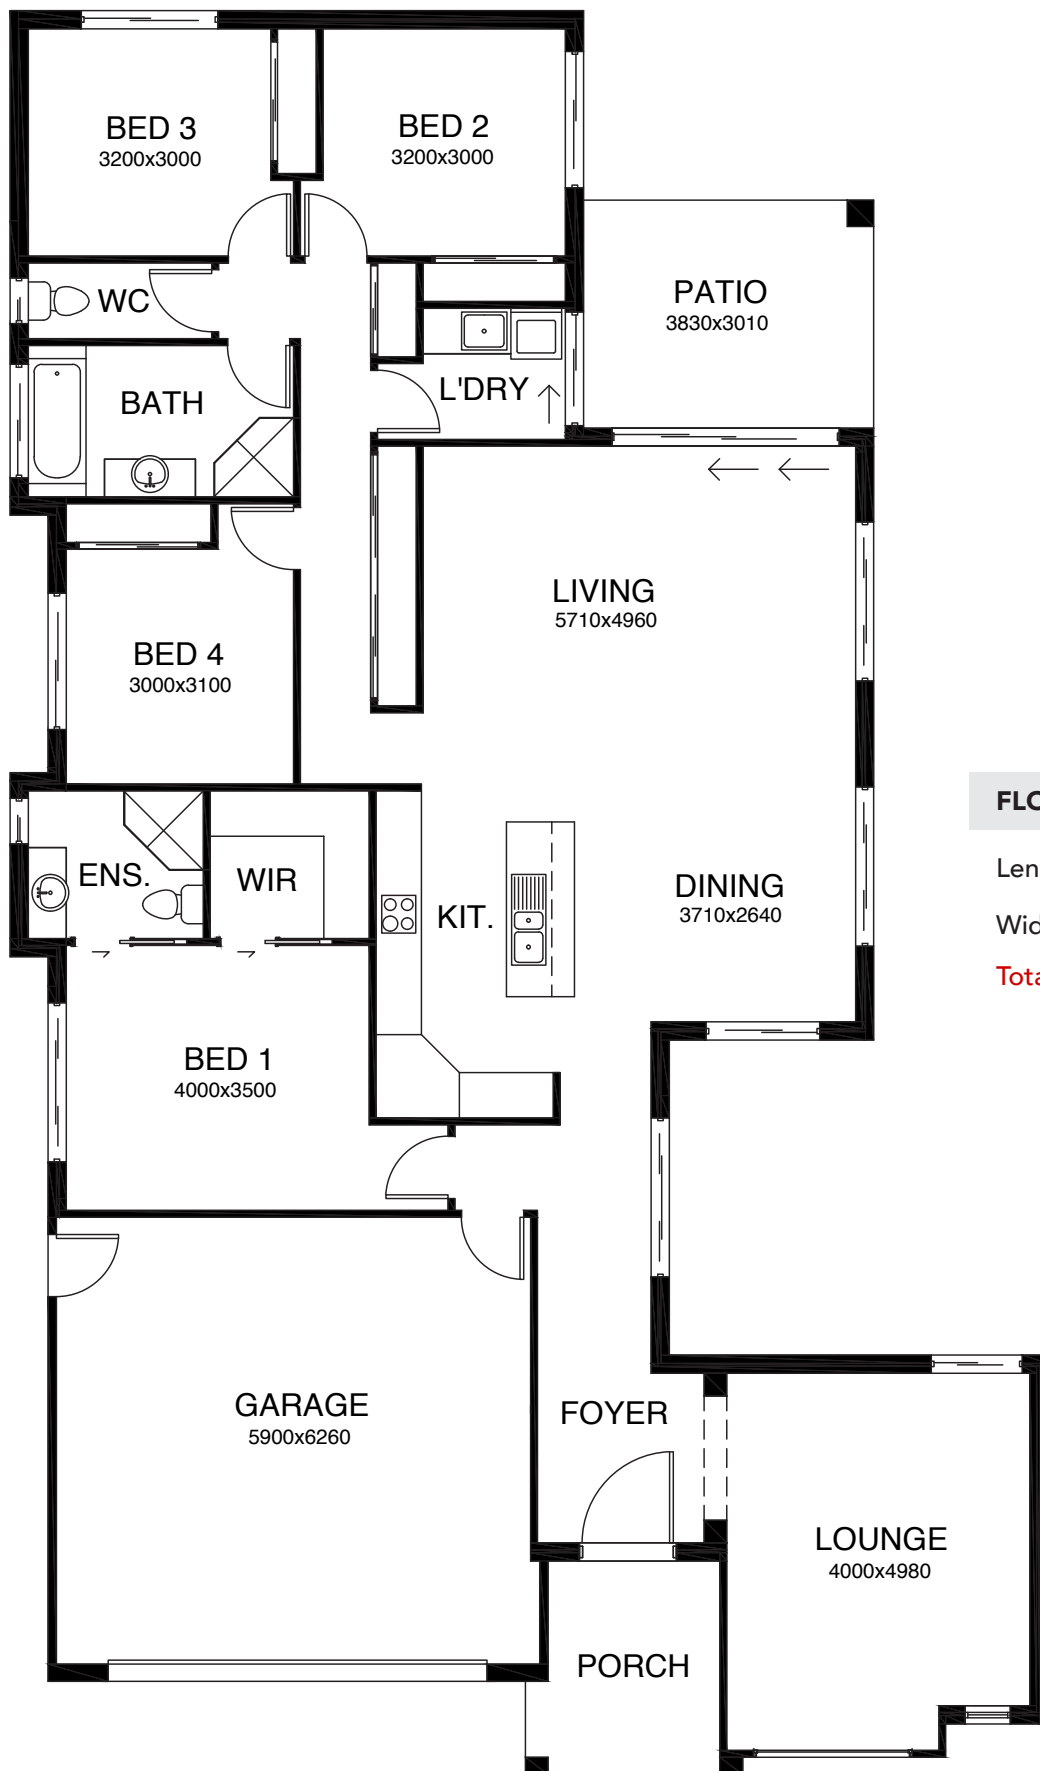 BED 3
3200x3000
BED 2
3200x3000
WC
PATIO
3830x3010
BATH
L'DRY
LIVING
5710x4960
BED 4
3000x3100
ENS.
WIR
KIT.
DINING
3710x2640
FLO
Len
Wid
Tota
BED 1
4000x3500
GARAGE
5900x6260
FOYER
LOUNGE
4000x4980
PORCH